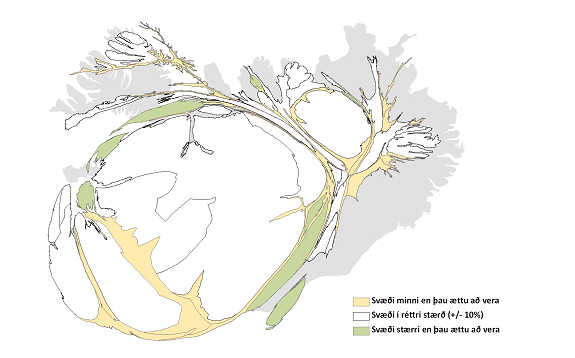 Svæði minni en þau ættu að vera
Svæði í réttri stærð (+/- 10%)
Svæði stærri en þau ættu að vera